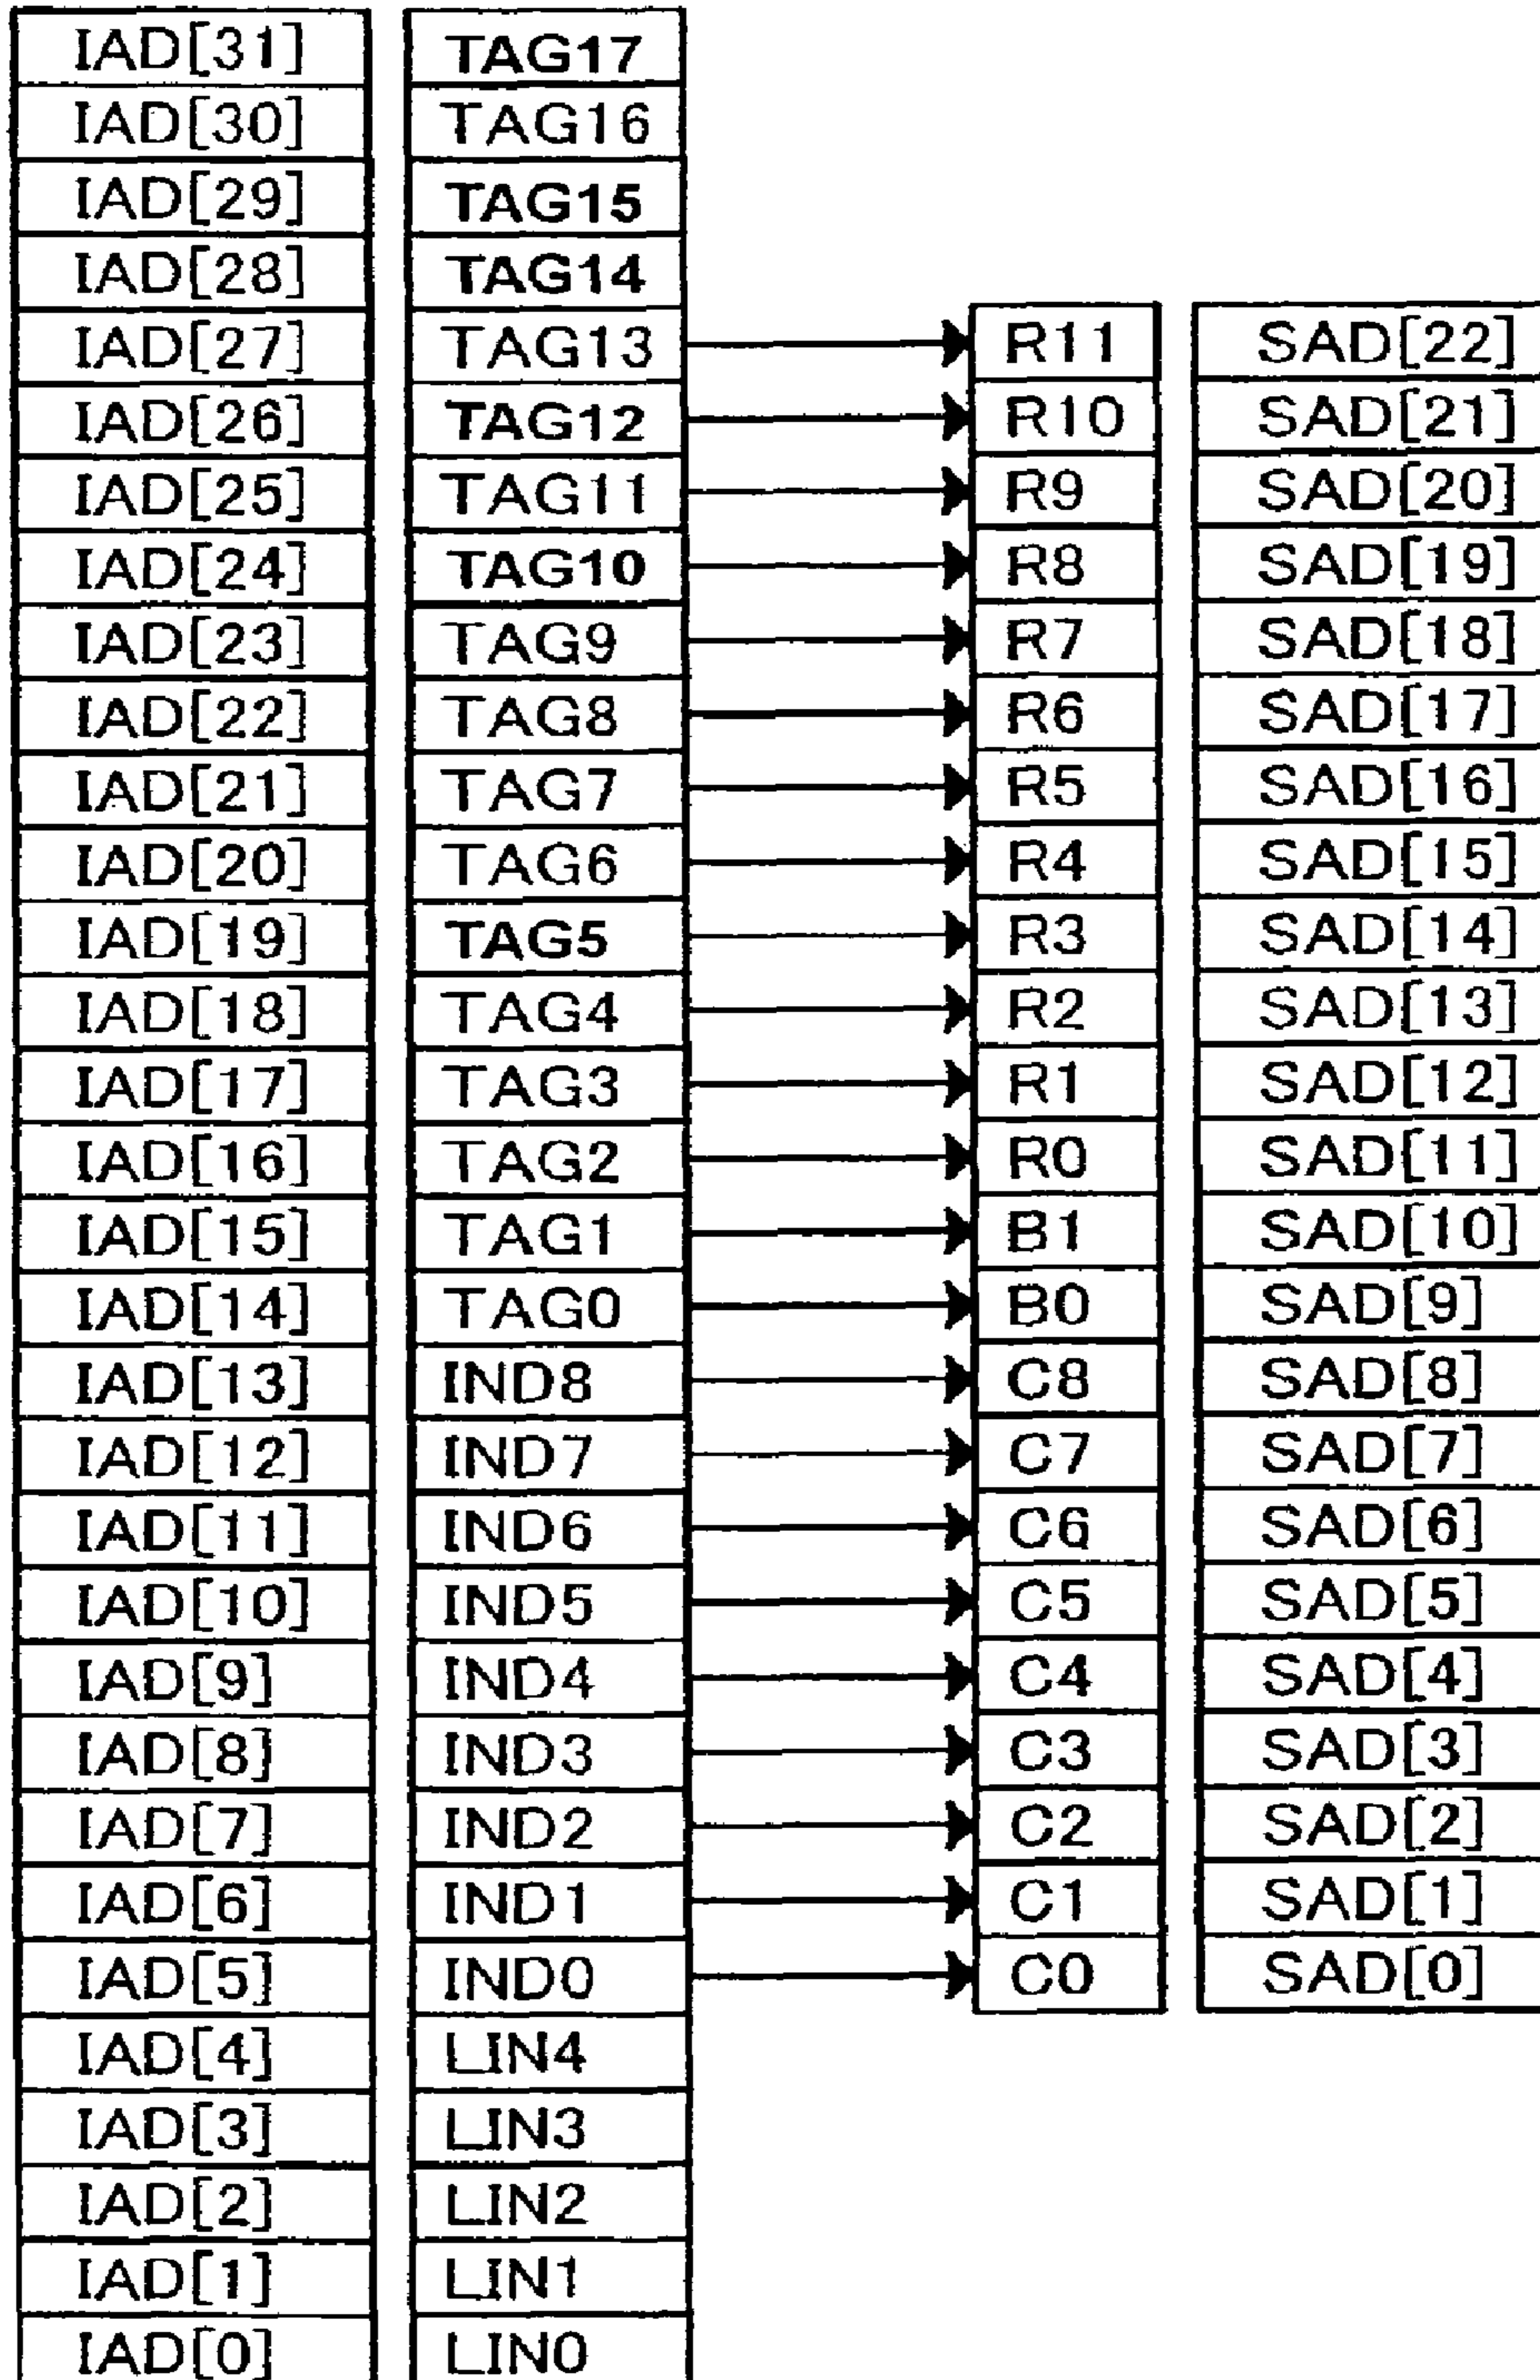 IAD[31] TAG17
IAD[30] TAG16
IAD[29] TAG15
IAD[28] TAG14
IAD[27] TAG13 R11 SAD[22]
IAD[26] TAG12 R10 SAD[21]
IAD[25] TAG11 R9 SAD[20]
IAD[24] TAG10 R8 SAD[19]
IAD[23] TAG9 R7 SAD[18]
IAD[22] TAG8 R6 SAD[17]
IAD[21] TAG7 R5 SAD[16]
IAD[20] TAG6 R4 SAD[15]
IAD[19] TAG5 R3 SAD[14]
IAD[18] TAG4 R2 SAD[13]
IAD[17] TAG3 R1 SAD[12]
IAD[16] TAG2 R0 SAD[11]
IAD[15] TAG1 B1 SAD[10]
IAD[14] TAG0 B0 SAD[9]
IAD[13] IND8 C8 SAD[8]
IAD[12] IND7 C7 SAD[7]
IAD[11] IND6 C6 SAD[6]
IAD[10] IND5 C5 SAD[5]
IAD[9] IND4 C4 SAD[4]
IAD[8] IND3 C3 SAD[3]
IAD[7] IND2 C2 SAD[2]
IAD[6] IND1 C1 SAD[1]
IAD[5] IND0 C0 SAD[0]
IAD[4] LIN4
IAD[3] LIN3
IAD[2] LIN2
IAD[1] LIN1
IAD[0] LIN0